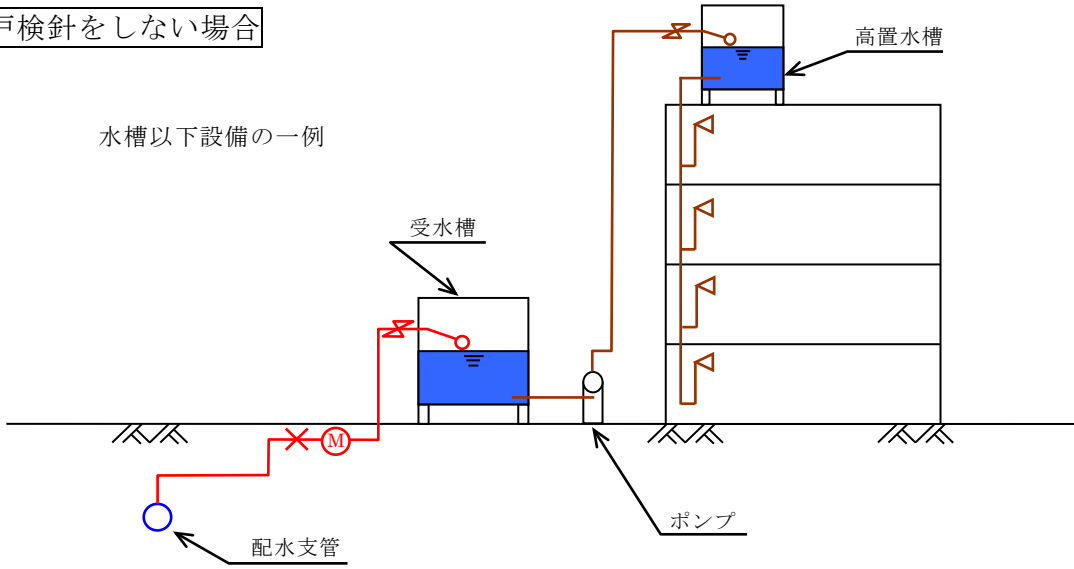 戸検針をしない場合
高置水槽
水槽以下設備の一例
受水槽
M
ポンプ
配水支管